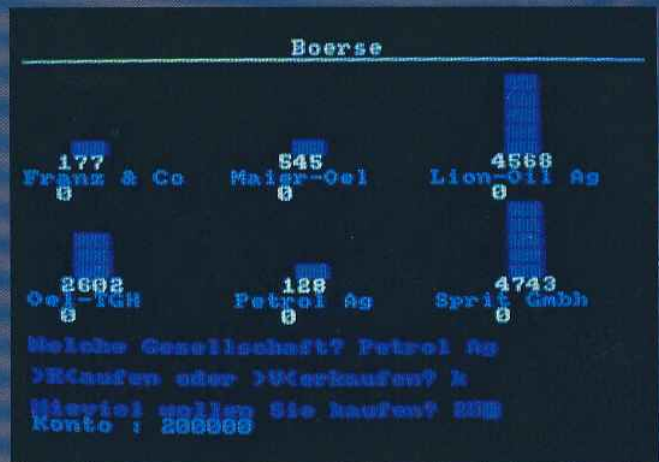 Boerse
177 545 4568
Franz & Co Maier-Oel Lion-Oil Ag
0 0 0
2602 128 4743
Oel-TGH Petrol Ag Sprit Gmbh
0 0 0
Welche Gesellschaft? Petrol Ag
>K<aufen oder >V<erkaufen? k
Wieviel wollen Sie kaufen?
Konto : 200000